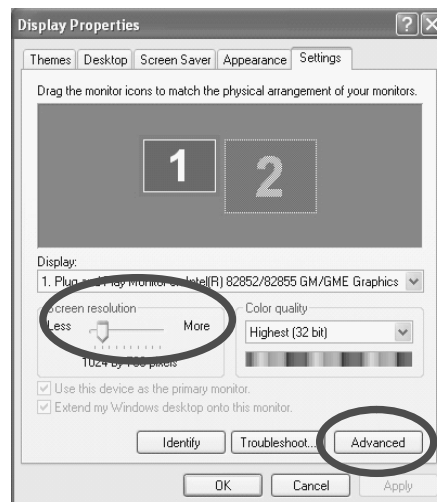 Display Properties
Themes Desktop Screen Saver Appearance Settings
Drag the monitor icons to match the physical arrangement of your monitors.
1 2
Display:
1. Plug and Play Monitor on Intel(R) 82852/82855 GM/GME Graphics
Screen resolution Color quality
Less More Highest (32 bit)
1024 by 768 pixels
Use this device as the primary monitor.
Extend my Windows desktop onto this monitor.
Identify Troubleshoot... Advanced
OK Cancel Apply